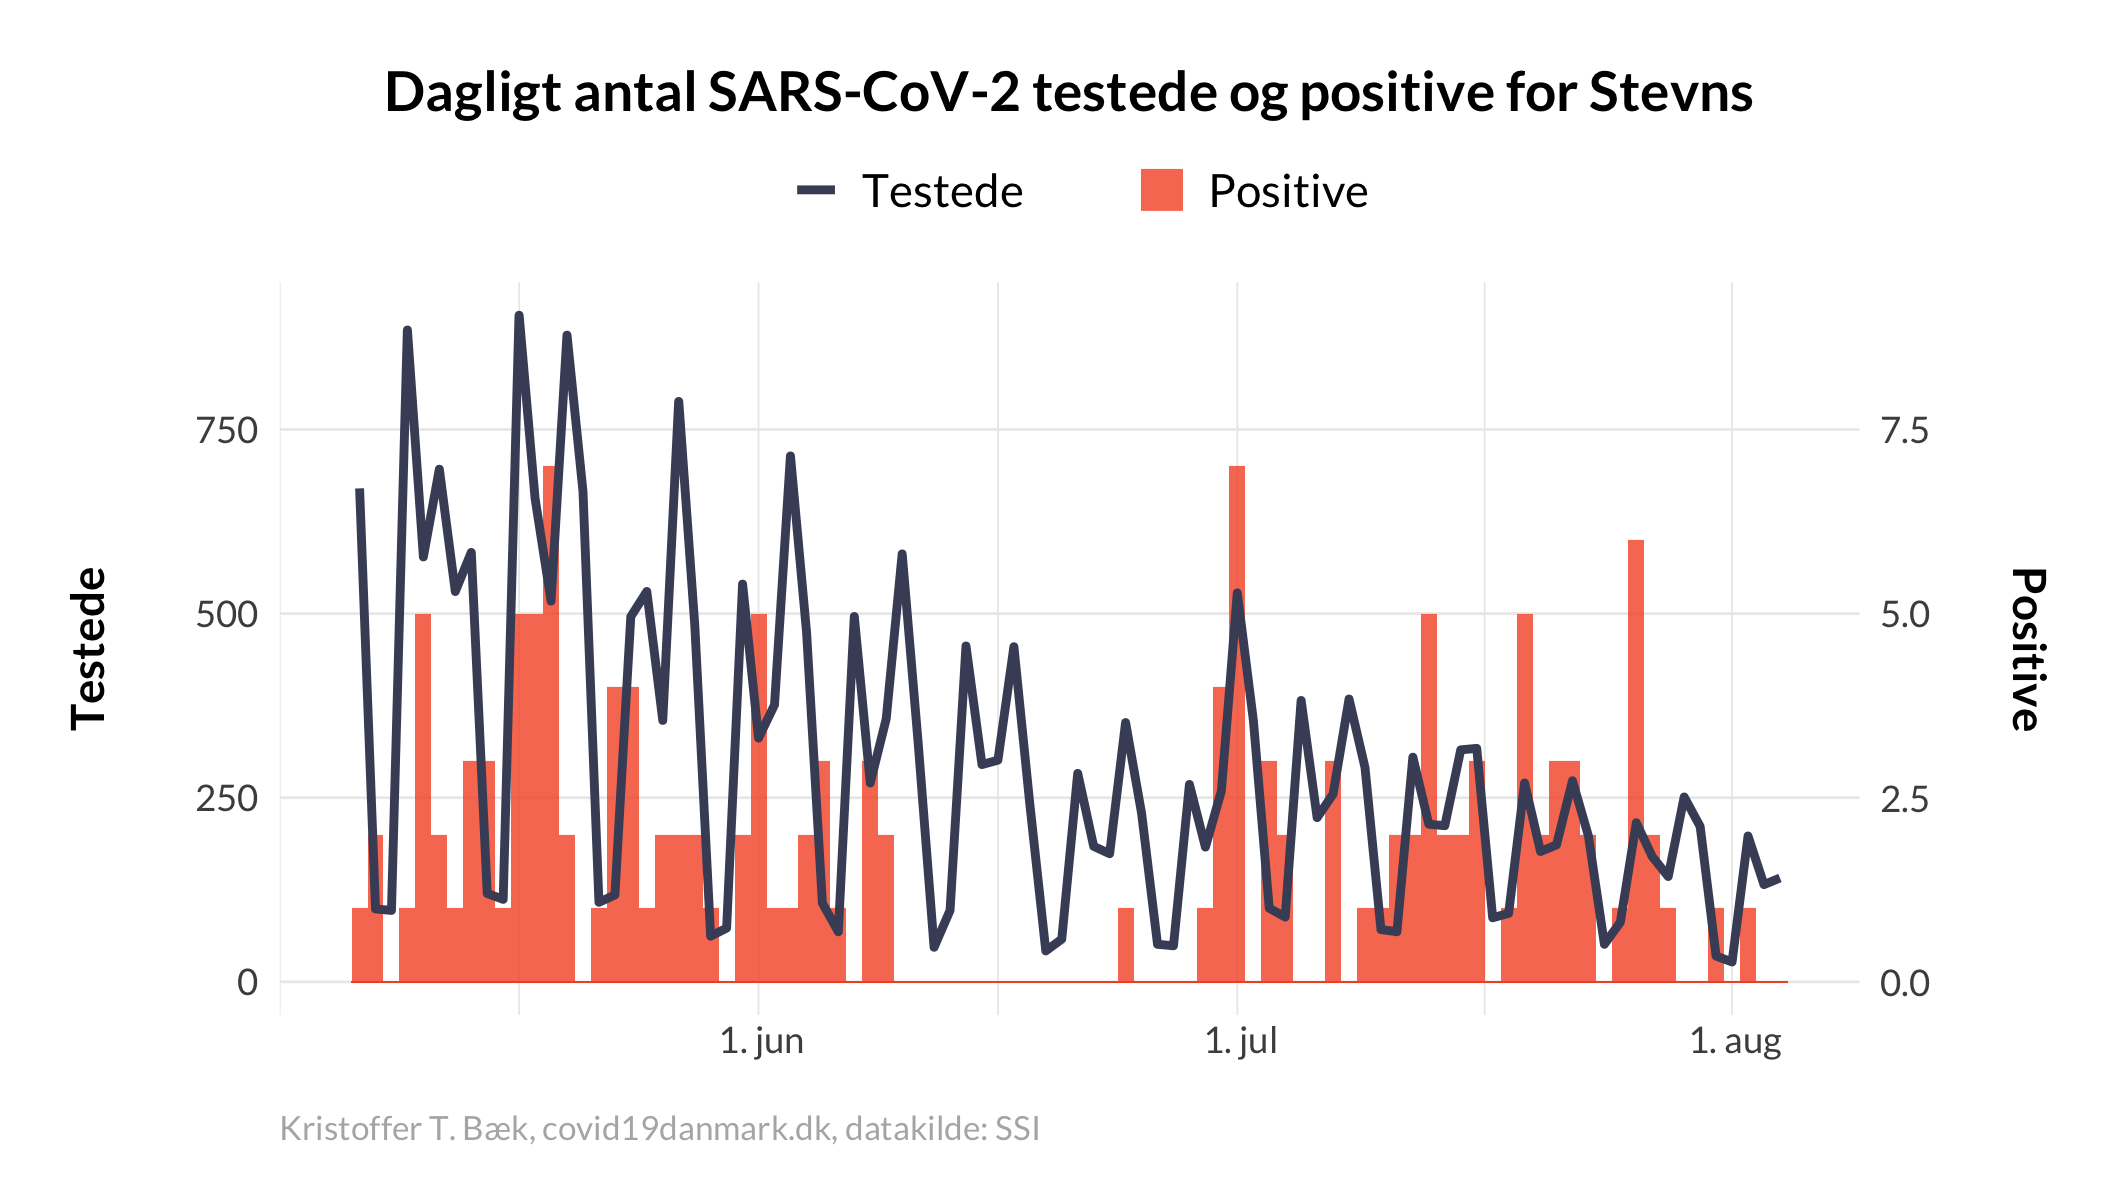 Dagligt antal SARS-CoV-2 testede og positive for Stevns
Testede
Positive
750
500
250
0
7.5
5.0
2.5
0.0
Testede
Positive
1. jun
1. jul
1. aug
Kristoffer T. Bæk, covid19danmark.dk, datakilde: SSI